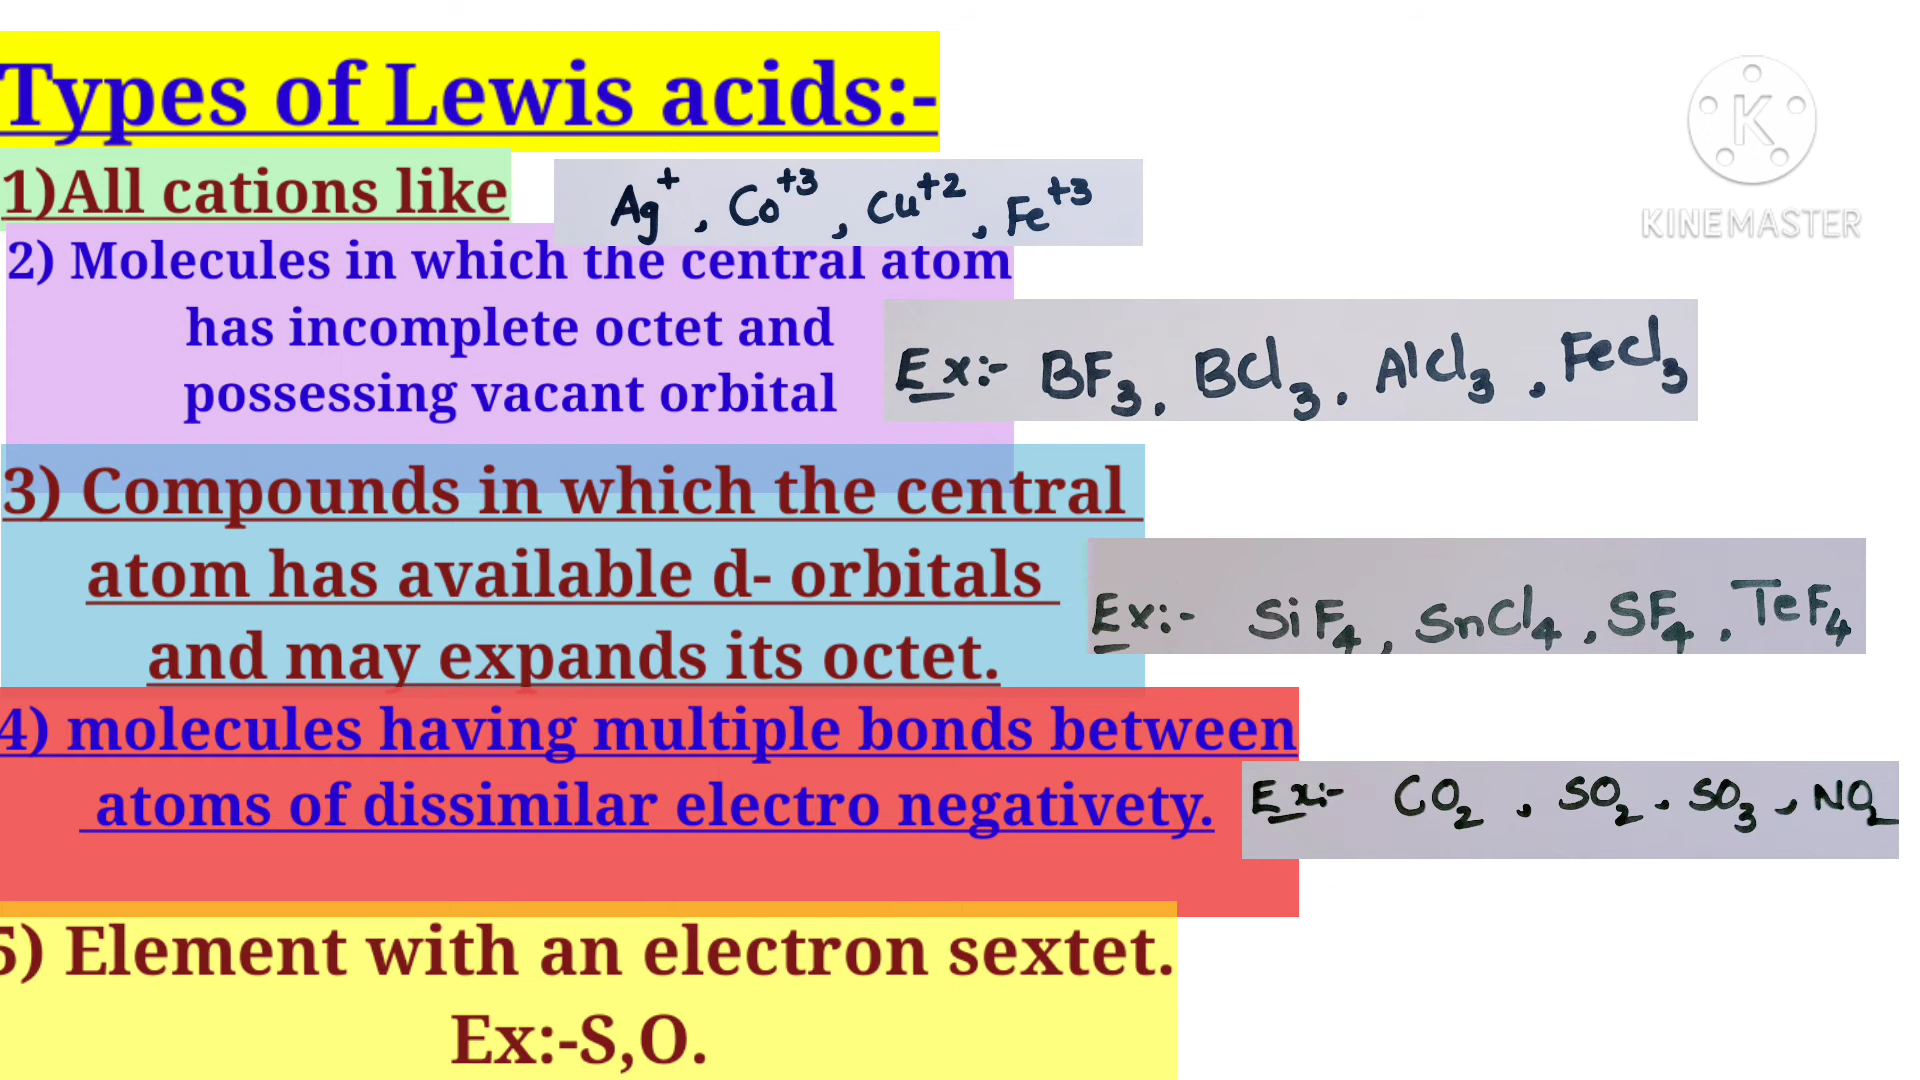 Types of Lewis acids:-
1)All cations like
Ag+, Co+3, Cu+2, Fe+3
2) Molecules in which the central atom
has incomplete octet and
possessing vacant orbital
Ex:- BF3, BCl3, AlCl3, FeCl3
3) Compounds in which the central
atom has available d- orbitals
and may expands its octet.
Ex:- SiF4, SnCl4, SF4, TeF4
4) molecules having multiple bonds between
atoms of dissimilar electro negativety.
Ex:- CO2, SO2, SO3, NO2
5) Element with an electron sextet.
Ex:-S,O.
K
KINEMASTER